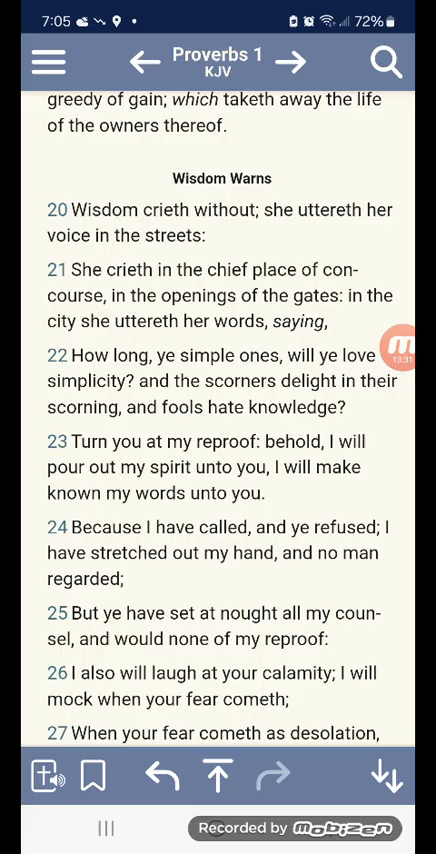 7:05 72%
Proverbs 1
KJV
greedy of gain; which taketh away the life
of the owners thereof.
Wisdom Warns
20 Wisdom crieth without; she uttereth her
voice in the streets:
21 She crieth in the chief place of con-
course, in the openings of the gates: in the
city she uttereth her words, saying,
22 How long, ye simple ones, will ye love
simplicity? and the scorners delight in their
scorning, and fools hate knowledge?
13:31
23 Turn you at my reproof: behold, I will
pour out my spirit unto you, I will make
known my words unto you.
24 Because I have called, and ye refused; I
have stretched out my hand, and no man
regarded;
25 But ye have set at nought all my coun-
sel, and would none of my reproof:
26 I also will laugh at your calamity; I will
mock when your fear cometh;
27 When your fear cometh as desolation,
Recorded by mobizen